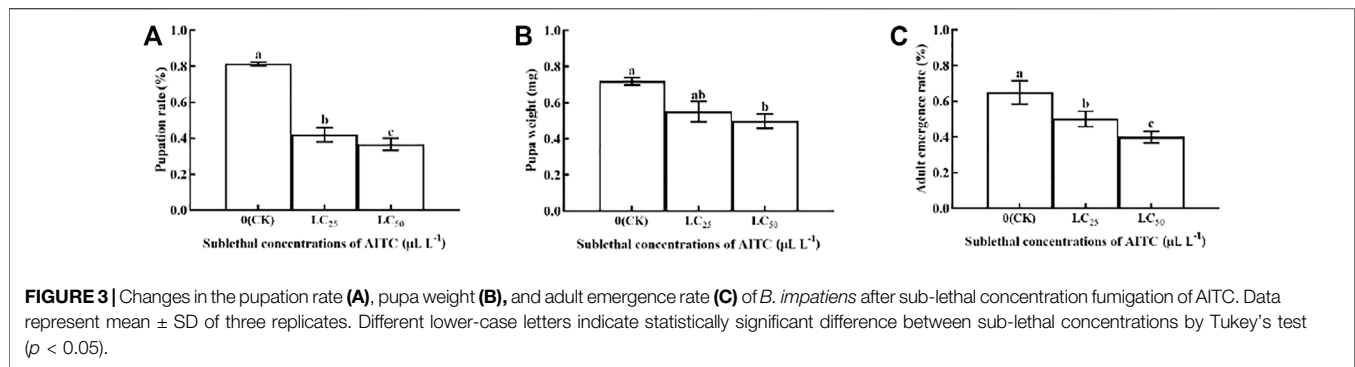 A
Pupation rate (%)
1.0
0.8
0.6
0.4
0.2
0.0
a
b
c
0(CK)
LC25
LC50
Sublethal concentrations of AITC (μL L-1)
B
Pupa weight (mg)
1.0
0.8
0.6
0.4
0.2
0.0
a
ab
b
0(CK)
LC25
LC50
Sublethal concentrations of AITC (μL L-1)
C
Adult emergence rate (%)
1.0
0.8
0.6
0.4
0.2
0.0
a
b
c
0(CK)
LC25
LC50
Sublethal concentrations of AITC (μL L-1)
FIGURE 3 | Changes in the pupation rate (A), pupa weight (B), and adult emergence rate (C) of B. impatiens after sub-lethal concentration fumigation of AITC. Data
represent mean ± SD of three replicates. Different lower-case letters indicate statistically significant difference between sub-lethal concentrations by Tukey's test
(p < 0.05).